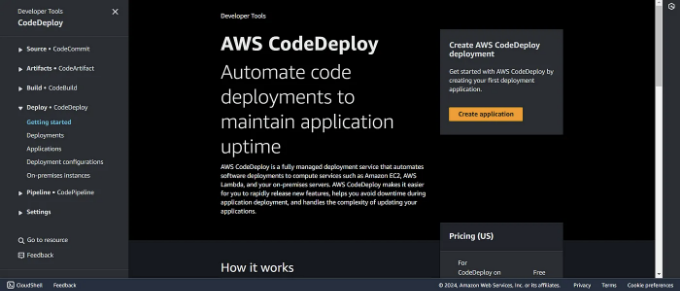 Developer Tools
CodeDeploy
Source • CodeCommit
Artifacts • CodeArtifact
Build • CodeBuild
Deploy • CodeDeploy
Getting started
Deployments
Applications
Deployment configurations
On-premises instances
Pipeline • CodePipeline
Settings
Go to resource
Feedback
Developer Tools
AWS CodeDeploy
Automate code
deployments to
maintain application
uptime
AWS CodeDeploy is a fully managed deployment service that automates
software deployments to compute services such as Amazon EC2, AWS
Lambda, and your on-premises servers. AWS CodeDeploy makes it easier
for you to rapidly release new features, helps you avoid downtime during
application deployment, and handles the complexity of updating your
applications.
How it works
Create AWS CodeDeploy
deployment
Get started with AWS CodeDeploy by
creating your first deployment
application.
Create application
Pricing (US)
For
CodeDeploy on Free
CloudShell Feedback © 2024, Amazon Web Services, Inc. or its affiliates. Privacy Terms Cookie preferences